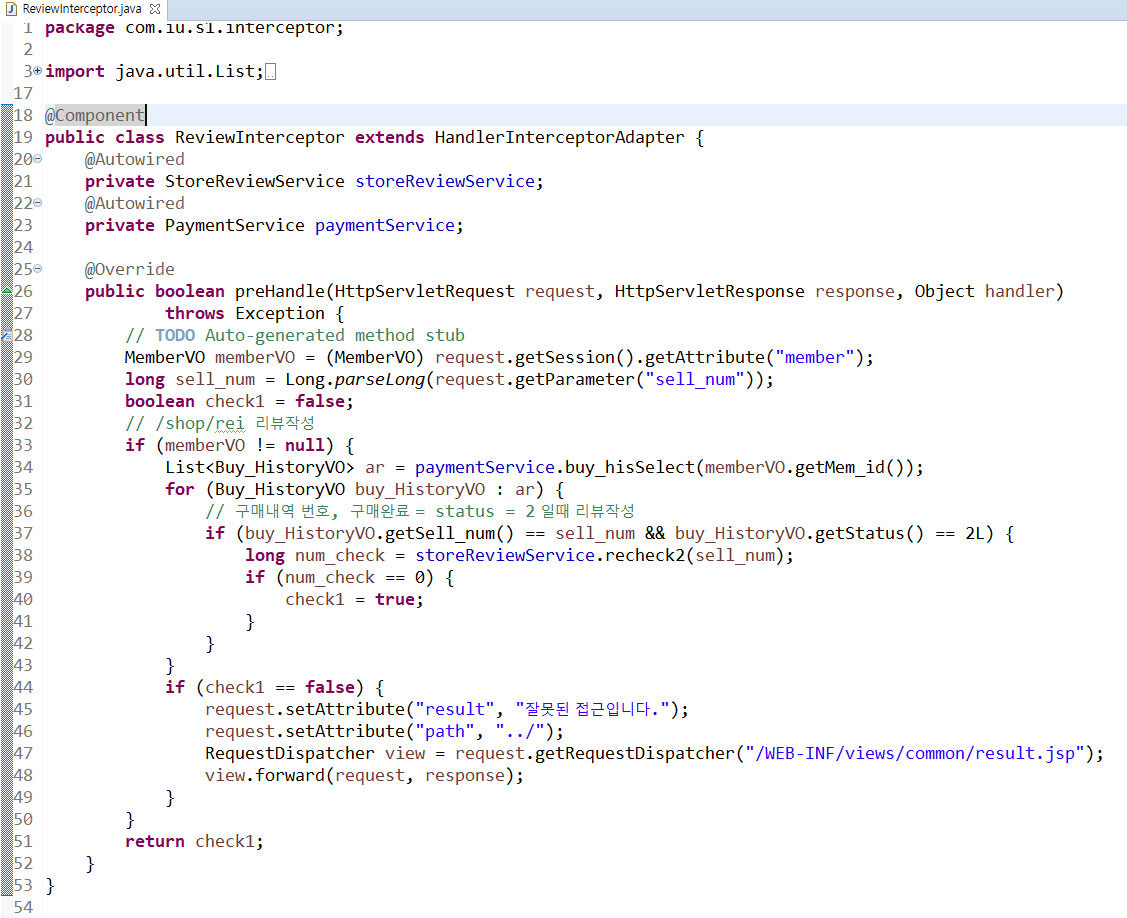 ReviewInterceptor.java
1 package com.iu.s1.interceptor;
2
3 import java.util.List;
17
18 @Component
19 public class ReviewInterceptor extends HandlerInterceptorAdapter {
20     @Autowired
21     private StoreReviewService storeReviewService;
22     @Autowired
23     private PaymentService paymentService;
24
25     @Override
26     public boolean preHandle(HttpServletRequest request, HttpServletResponse response, Object handler)
27             throws Exception {
28         // TODO Auto-generated method stub
29         MemberVO memberVO = (MemberVO) request.getSession().getAttribute("member");
30         long sell_num = Long.parseLong(request.getParameter("sell_num"));
31         boolean check1 = false;
32         // /shop/rei 리뷰작성
33         if (memberVO != null) {
34             List<Buy_HistoryVO> ar = paymentService.buy_hisSelect(memberVO.getMem_id());
35             for (Buy_HistoryVO buy_HistoryVO : ar) {
36                 // 구매내역 번호, 구매완료 = status = 2 일때 리뷰작성
37                 if (buy_HistoryVO.getSell_num() == sell_num && buy_HistoryVO.getStatus() == 2L) {
38                     long num_check = storeReviewService.recheck2(sell_num);
39                     if (num_check == 0) {
40                         check1 = true;
41                     }
42                 }
43             }
44             if (check1 == false) {
45                 request.setAttribute("result", "잘못된 접근입니다.");
46                 request.setAttribute("path", "../");
47                 RequestDispatcher view = request.getRequestDispatcher("/WEB-INF/views/common/result.jsp");
48                 view.forward(request, response);
49             }
50         }
51         return check1;
52     }
53 }
54